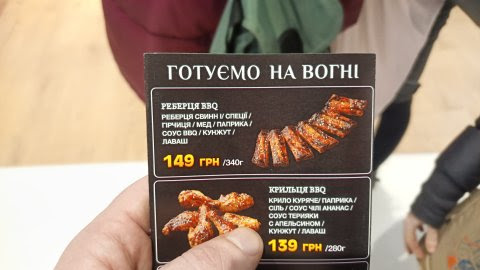 ГОТУЄМО НА ВОГНІ
РЕБЕРЦЯ BBQ
РЕБЕРЦЯ СВИННІ / СПЕЦІЇ /
ГІРЧИЦЯ / МЕД / ПАПРИКА /
СОУС BBQ / КУНЖУТ /
ЛАВАШ
149 ГРН /340г
КРИЛЬЦЯ BBQ
КРИЛО КУРЯЧЕ / ПАПРИКА /
СІЛЬ / СОУС ЧІЛІ АНАНАС /
СОУС ТЕРИЯКИ
З АПЕЛЬСИНОМ /
КУНЖУТ / ЛАВАШ
139 ГРН /280г